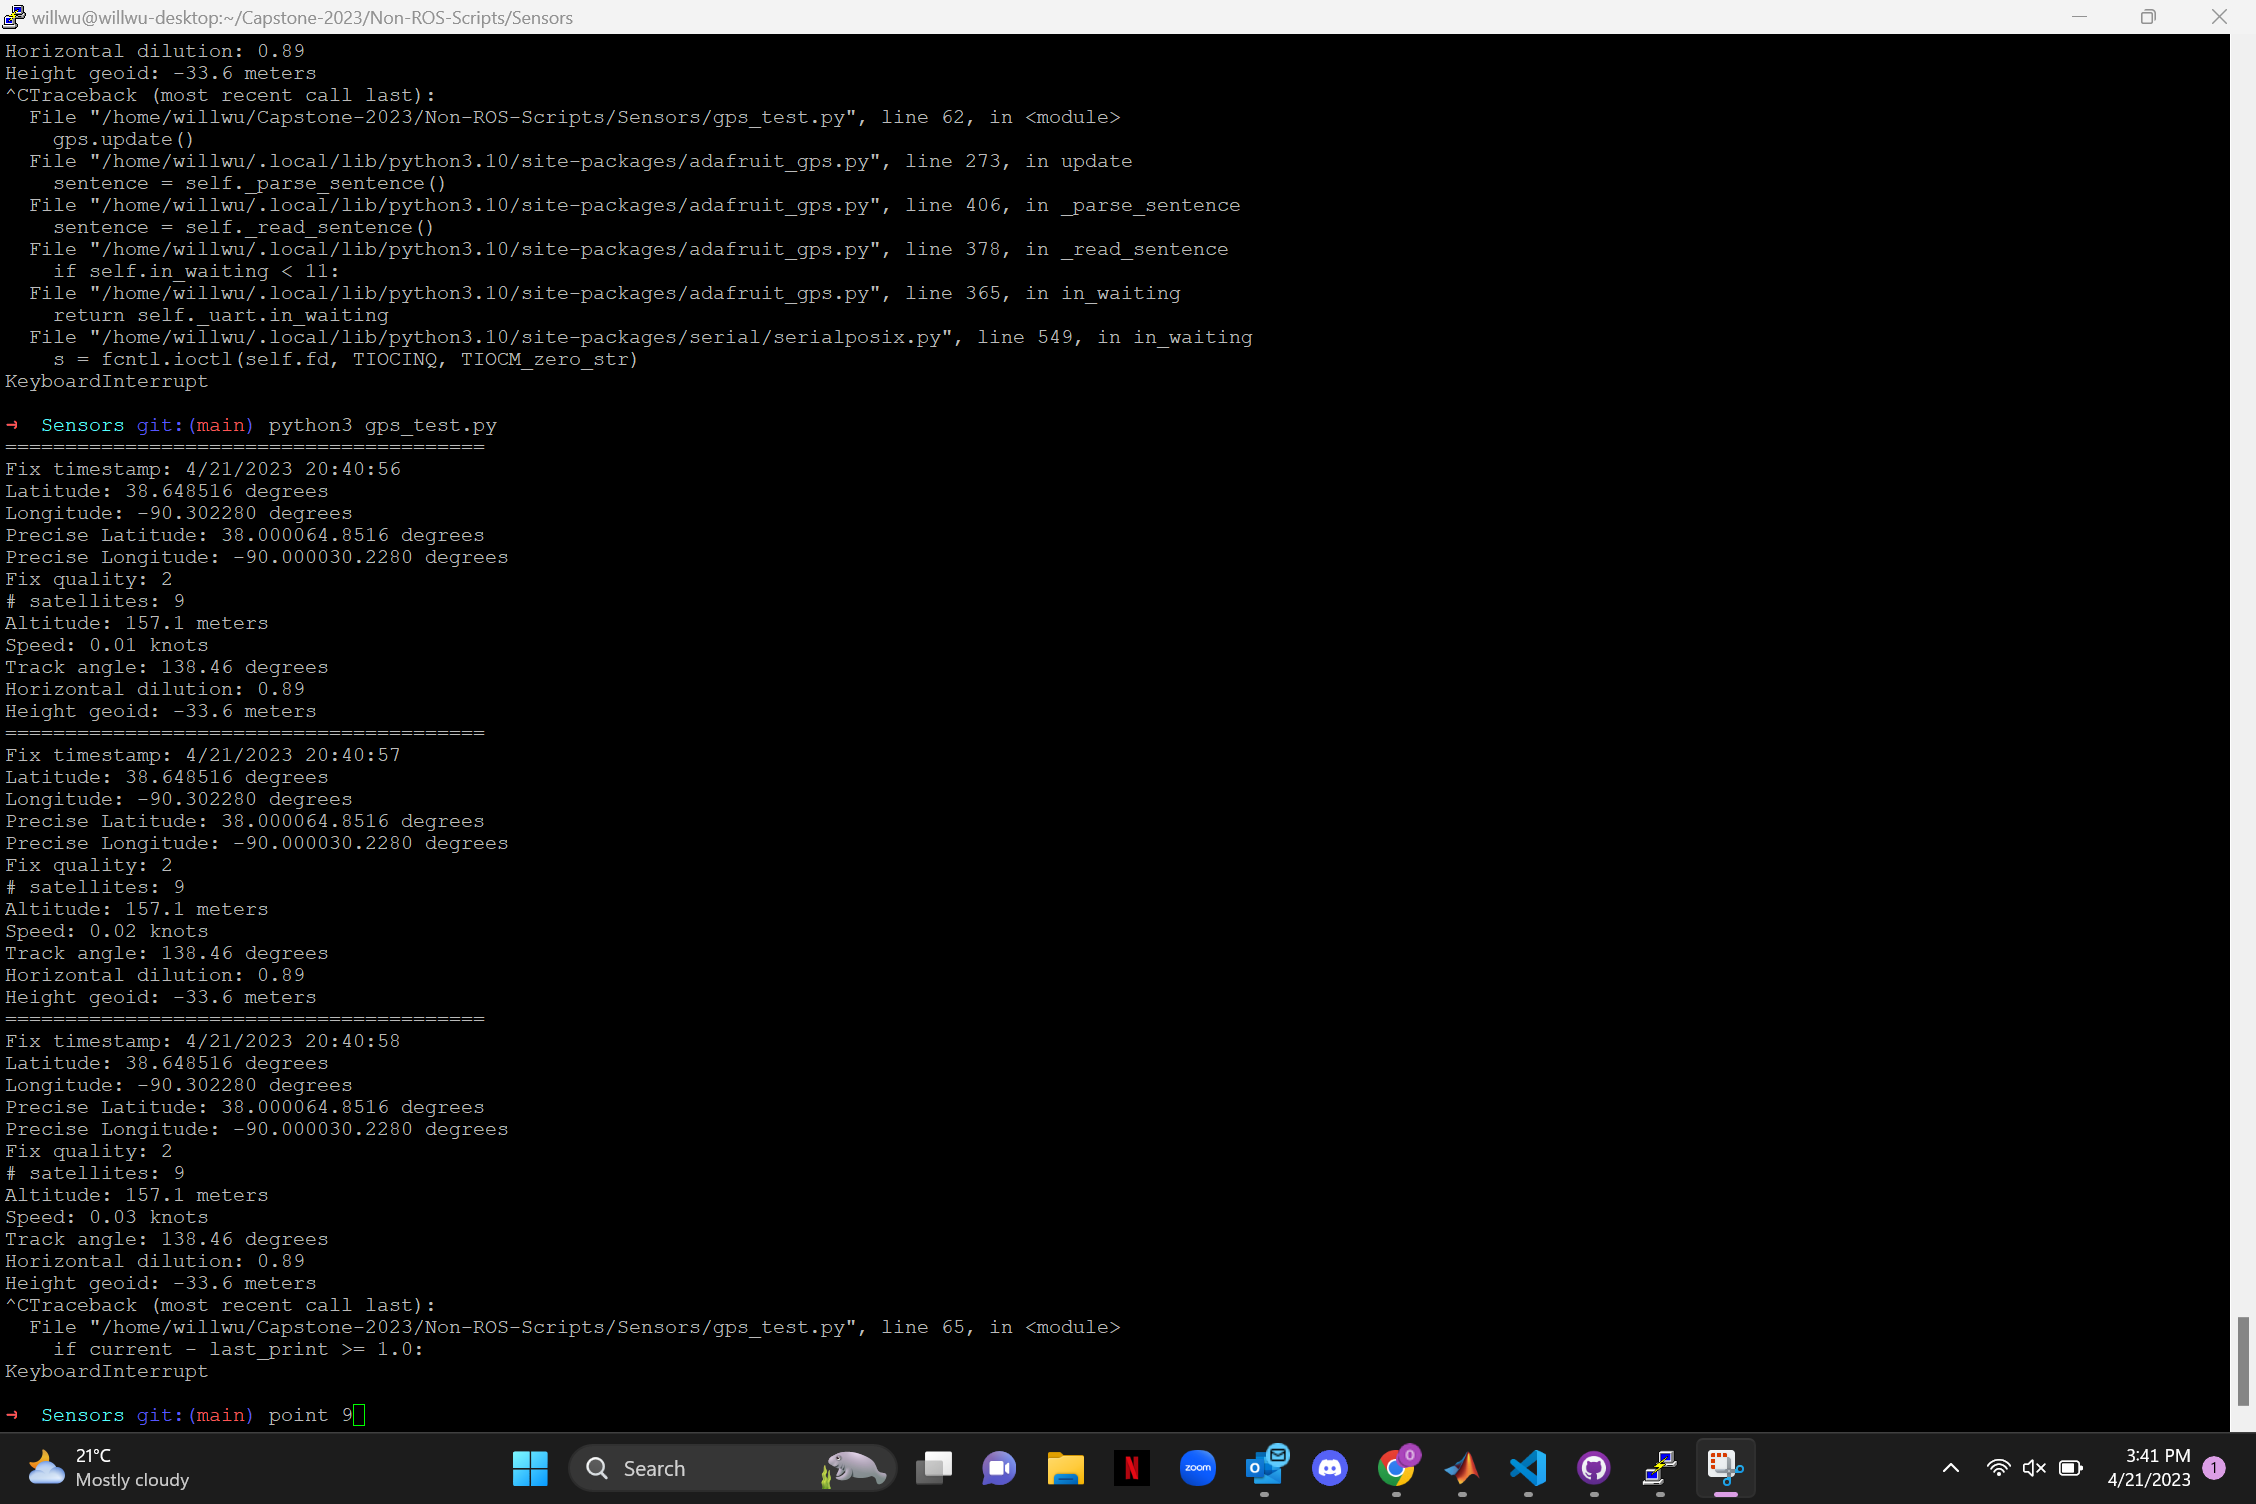 willwu@willwu-desktop:~/Capstone-2023/Non-ROS-Scripts/Sensors
Horizontal dilution: 0.89
Height geoid: -33.6 meters
^CTraceback (most recent call last):
  File "/home/willwu/Capstone-2023/Non-ROS-Scripts/Sensors/gps_test.py", line 62, in <module>
    gps.update()
  File "/home/willwu/.local/lib/python3.10/site-packages/adafruit_gps.py", line 273, in update
    sentence = self._parse_sentence()
  File "/home/willwu/.local/lib/python3.10/site-packages/adafruit_gps.py", line 406, in _parse_sentence
    sentence = self._read_sentence()
  File "/home/willwu/.local/lib/python3.10/site-packages/adafruit_gps.py", line 378, in _read_sentence
    if self.in_waiting < 11:
  File "/home/willwu/.local/lib/python3.10/site-packages/adafruit_gps.py", line 365, in in_waiting
    return self._uart.in_waiting
  File "/home/willwu/.local/lib/python3.10/site-packages/serial/serialposix.py", line 549, in in_waiting
    s = fcntl.ioctl(self.fd, TIOCINQ, TIOCM_zero_str)
KeyboardInterrupt
→  Sensors git:(main) python3 gps_test.py
========================================
Fix timestamp: 4/21/2023 20:40:56
Latitude: 38.648516 degrees
Longitude: -90.302280 degrees
Precise Latitude: 38.000064.8516 degrees
Precise Longitude: -90.000030.2280 degrees
Fix quality: 2
# satellites: 9
Altitude: 157.1 meters
Speed: 0.01 knots
Track angle: 138.46 degrees
Horizontal dilution: 0.89
Height geoid: -33.6 meters
========================================
Fix timestamp: 4/21/2023 20:40:57
Latitude: 38.648516 degrees
Longitude: -90.302280 degrees
Precise Latitude: 38.000064.8516 degrees
Precise Longitude: -90.000030.2280 degrees
Fix quality: 2
# satellites: 9
Altitude: 157.1 meters
Speed: 0.02 knots
Track angle: 138.46 degrees
Horizontal dilution: 0.89
Height geoid: -33.6 meters
========================================
Fix timestamp: 4/21/2023 20:40:58
Latitude: 38.648516 degrees
Longitude: -90.302280 degrees
Precise Latitude: 38.000064.8516 degrees
Precise Longitude: -90.000030.2280 degrees
Fix quality: 2
# satellites: 9
Altitude: 157.1 meters
Speed: 0.03 knots
Track angle: 138.46 degrees
Horizontal dilution: 0.89
Height geoid: -33.6 meters
^CTraceback (most recent call last):
  File "/home/willwu/Capstone-2023/Non-ROS-Scripts/Sensors/gps_test.py", line 65, in <module>
    if current - last_print >= 1.0:
KeyboardInterrupt
→  Sensors git:(main) point 9
21°C
Mostly cloudy
Search
N
zoom
0
3:41 PM
4/21/2023
1